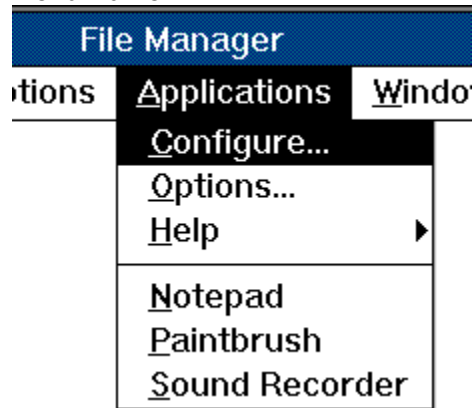 File Manager
tions Applications Windo
Configure...
Options...
Help
Notepad
Paintbrush
Sound Recorder